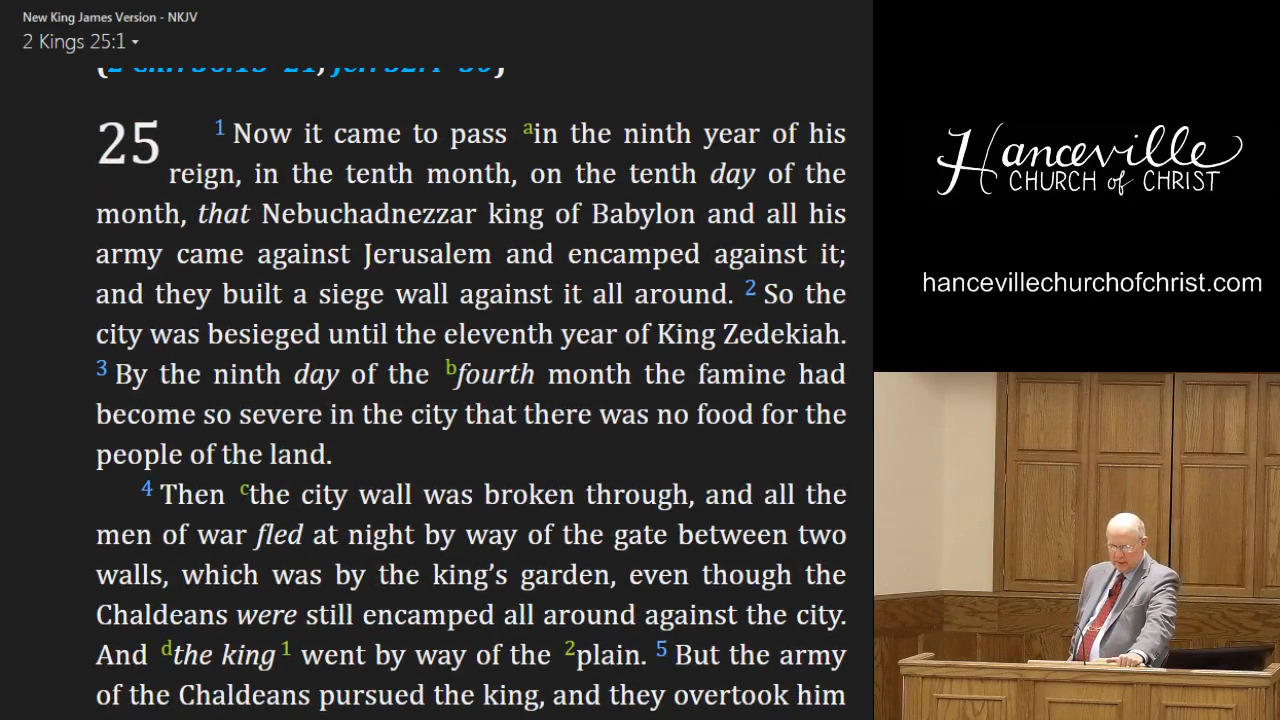 New King James Version - NKJV
2 Kings 25:1
25 1 Now it came to pass a in the ninth year of his
reign, in the tenth month, on the tenth day of the
month, that Nebuchadnezzar king of Babylon and all his
army came against Jerusalem and encamped against it;
and they built a siege wall against it all around. 2 So the
city was besieged until the eleventh year of King Zedekiah.
3 By the ninth day of the b fourth month the famine had
become so severe in the city that there was no food for the
people of the land.
4 Then c the city wall was broken through, and all the
men of war fled at night by way of the gate between two
walls, which was by the king’s garden, even though the
Chaldeans were still encamped all around against the city.
And d the king 1 went by way of the 2 plain. 5 But the army
of the Chaldeans pursued the king, and they overtook him
Hanceville
CHURCH of CHRIST
hancevillechurchofchrist.com